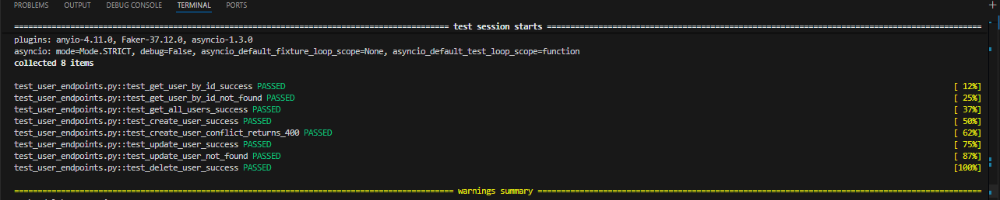 PROBLEMS OUTPUT DEBUG CONSOLE TERMINAL PORTS
test session starts
plugins: anyio-4.11.0, Faker-37.12.0, asyncio-1.3.0
asyncio: mode=Mode.STRICT, debug=False, asyncio_default_fixture_loop_scope=None, asyncio_default_test_loop_scope=function
collected 8 items
test_user_endpoints.py::test_get_user_by_id_success PASSED [ 12%]
test_user_endpoints.py::test_get_user_by_id_not_found PASSED [ 25%]
test_user_endpoints.py::test_get_all_users_success PASSED [ 37%]
test_user_endpoints.py::test_create_user_success PASSED [ 50%]
test_user_endpoints.py::test_create_user_conflict_returns_400 PASSED [ 62%]
test_user_endpoints.py::test_update_user_success PASSED [ 75%]
test_user_endpoints.py::test_update_user_not_found PASSED [ 87%]
test_user_endpoints.py::test_delete_user_success PASSED [100%]
warnings summary